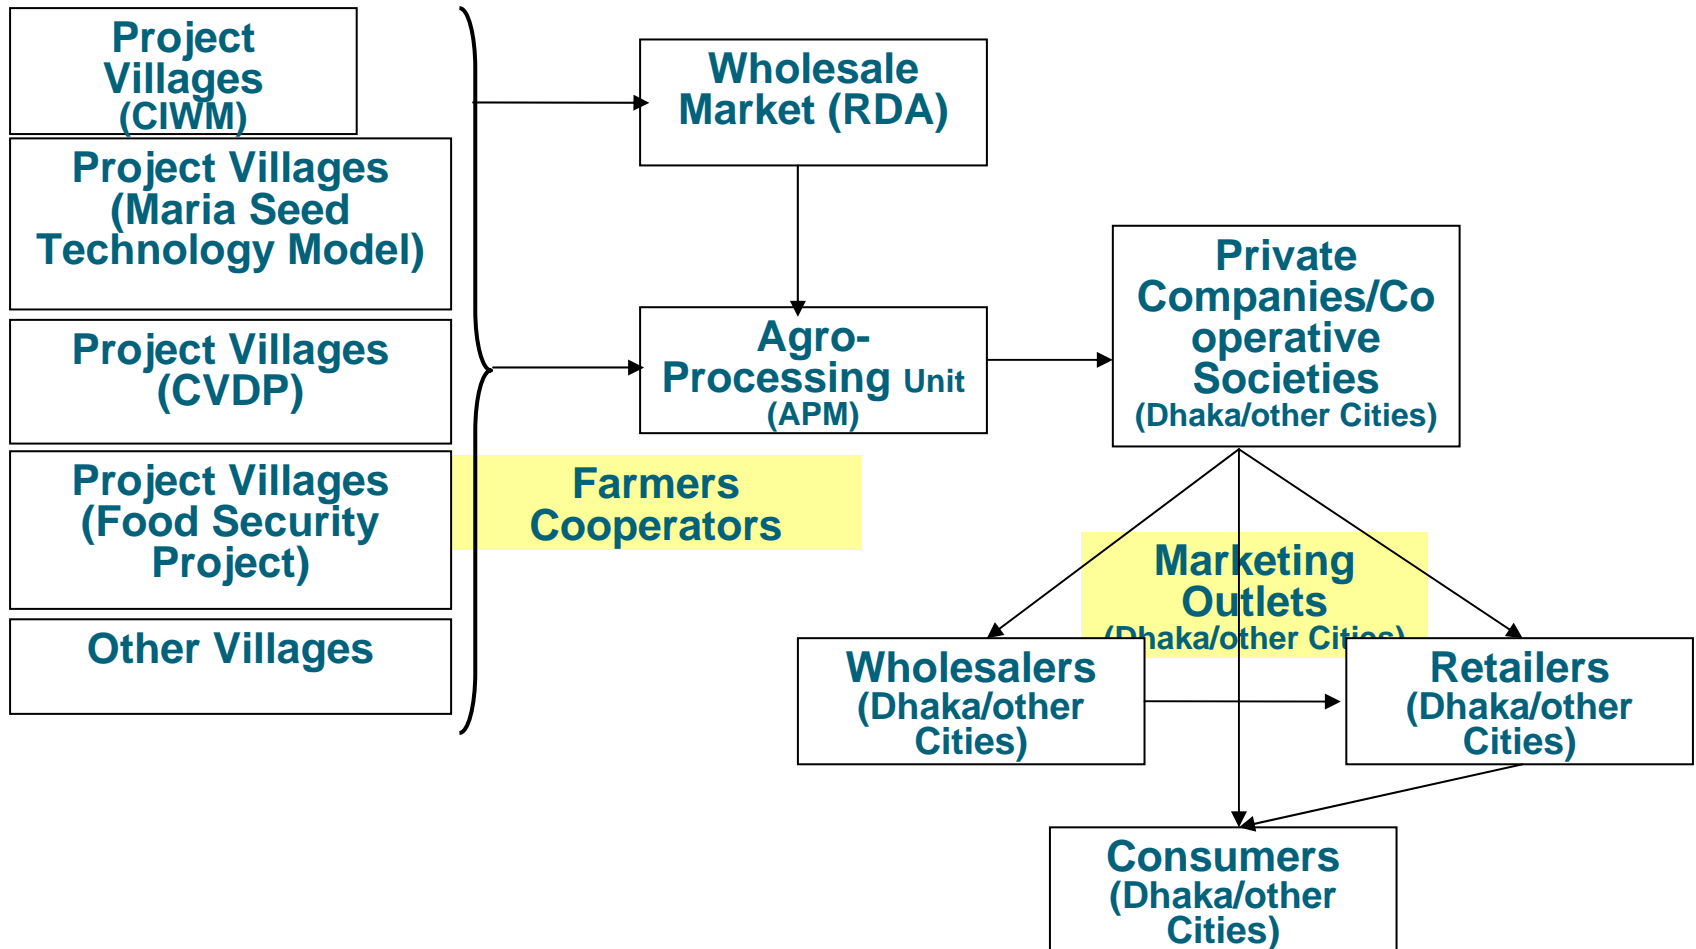 Project
Villages
(CIWM)
Project Villages
(Maria Seed
Technology Model)
Project Villages
(CVDP)
Project Villages
(Food Security
Project)
Other Villages
Wholesale
Market (RDA)
Agro-
Processing Unit
(APM)
Farmers
Cooperators
Private
Companies/Co
operative
Societies
(Dhaka/other Cities)
Marketing
Outlets
(Dhaka/other Cities)
Wholesalers
(Dhaka/other
Cities)
Retailers
(Dhaka/other
Cities)
Consumers
(Dhaka/other
Cities)